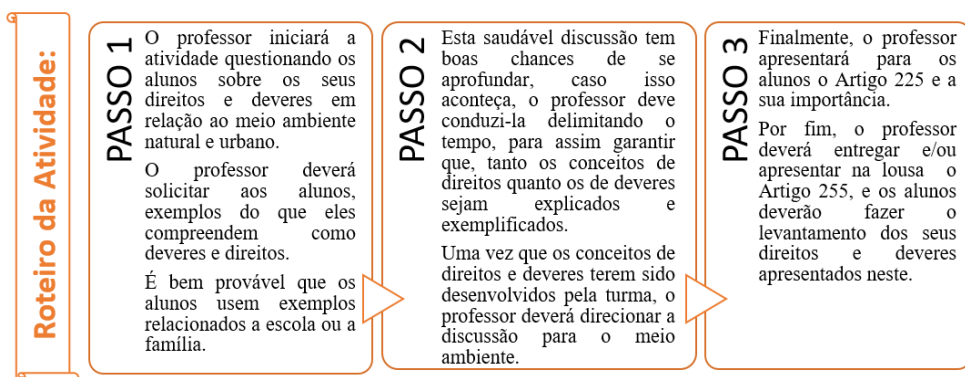 Roteiro da Atividade:
PASSO 1
O professor iniciará a
atividade questionando os
alunos sobre os seus
direitos e deveres em
relação ao meio ambiente
natural e urbano.
O professor deverá
solicitar aos alunos,
exemplos do que eles
compreendem como
deveres e direitos.
É bem provável que os
alunos usem exemplos
relacionados a escola ou a
família.
PASSO 2
Esta saudável discussão tem
boas chances de se
aprofundar, caso isso
aconteça, o professor deve
conduzi-la delimitando o
tempo, para assim garantir
que, tanto os conceitos de
direitos quanto os de deveres
sejam explicados e
exemplificados.
Uma vez que os conceitos de
direitos e deveres terem sido
desenvolvidos pela turma, o
professor deverá direcionar a
discussão para o meio
ambiente.
PASSO 3
Finalmente, o professor
apresentará para os
alunos o Artigo 225 e a
sua importância.
Por fim, o professor
deverá entregar e/ou
apresentar na lousa o
Artigo 255, e os alunos
deverão fazer o
levantamento dos seus
direitos e deveres
apresentados neste.